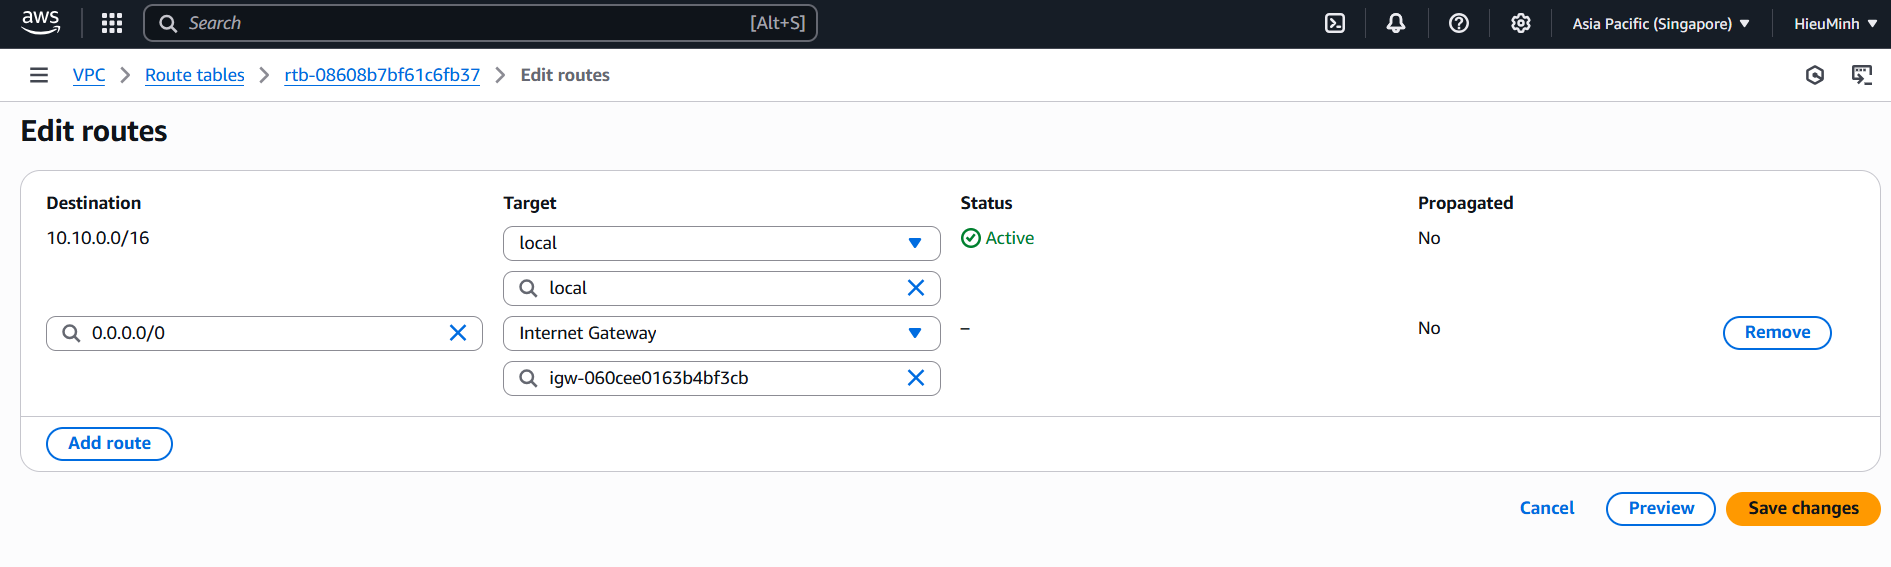 aws Search [Alt+S] Asia Pacific (Singapore) HieuMinh
VPC Route tables rtb-08608b7bf61c6fb37 Edit routes
Edit routes
Destination Target Status Propagated
10.10.0.0/16 local Active No
local
0.0.0.0/0 Internet Gateway – No Remove
igw-060cee0163b4bf3cb
Add route
Cancel Preview Save changes